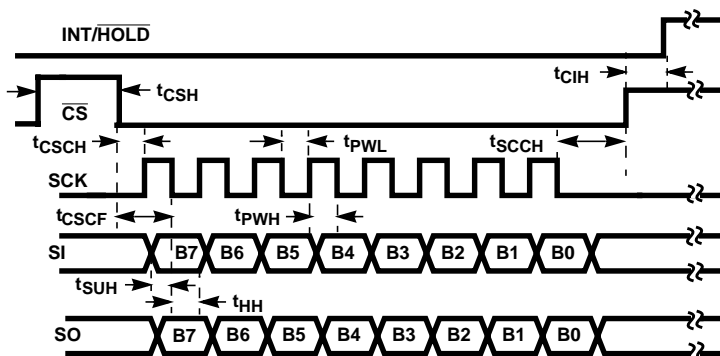 INT/HOLD
tCIH
tCSH
CS
tCSCH
tPWL
tSCCH
SCK
tCSCF
tPWH
SI B7 B6 B5 B4 B3 B2 B1 B0
tSUH
tHH
SO B7 B6 B5 B4 B3 B2 B1 B0